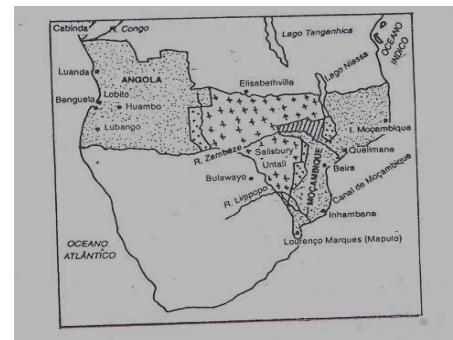 Cabinda
R. Congo
Lago Tanganhica
OCEANO
INDICO
Luanda
ANGOLA
Lobito
Benguela
Huambo
Lubango
Elisabethville
Lago Niassa
I. Moçambique
Quelimane
R. Zambeze
Salisbury
Untali
Bulawayo
R. Limpopo
MOÇAMBIQUE
Beira
Canal de Moçambique
Inhambane
OCEANO
ATLÂNTICO
Lourenço Marques (Maputo)